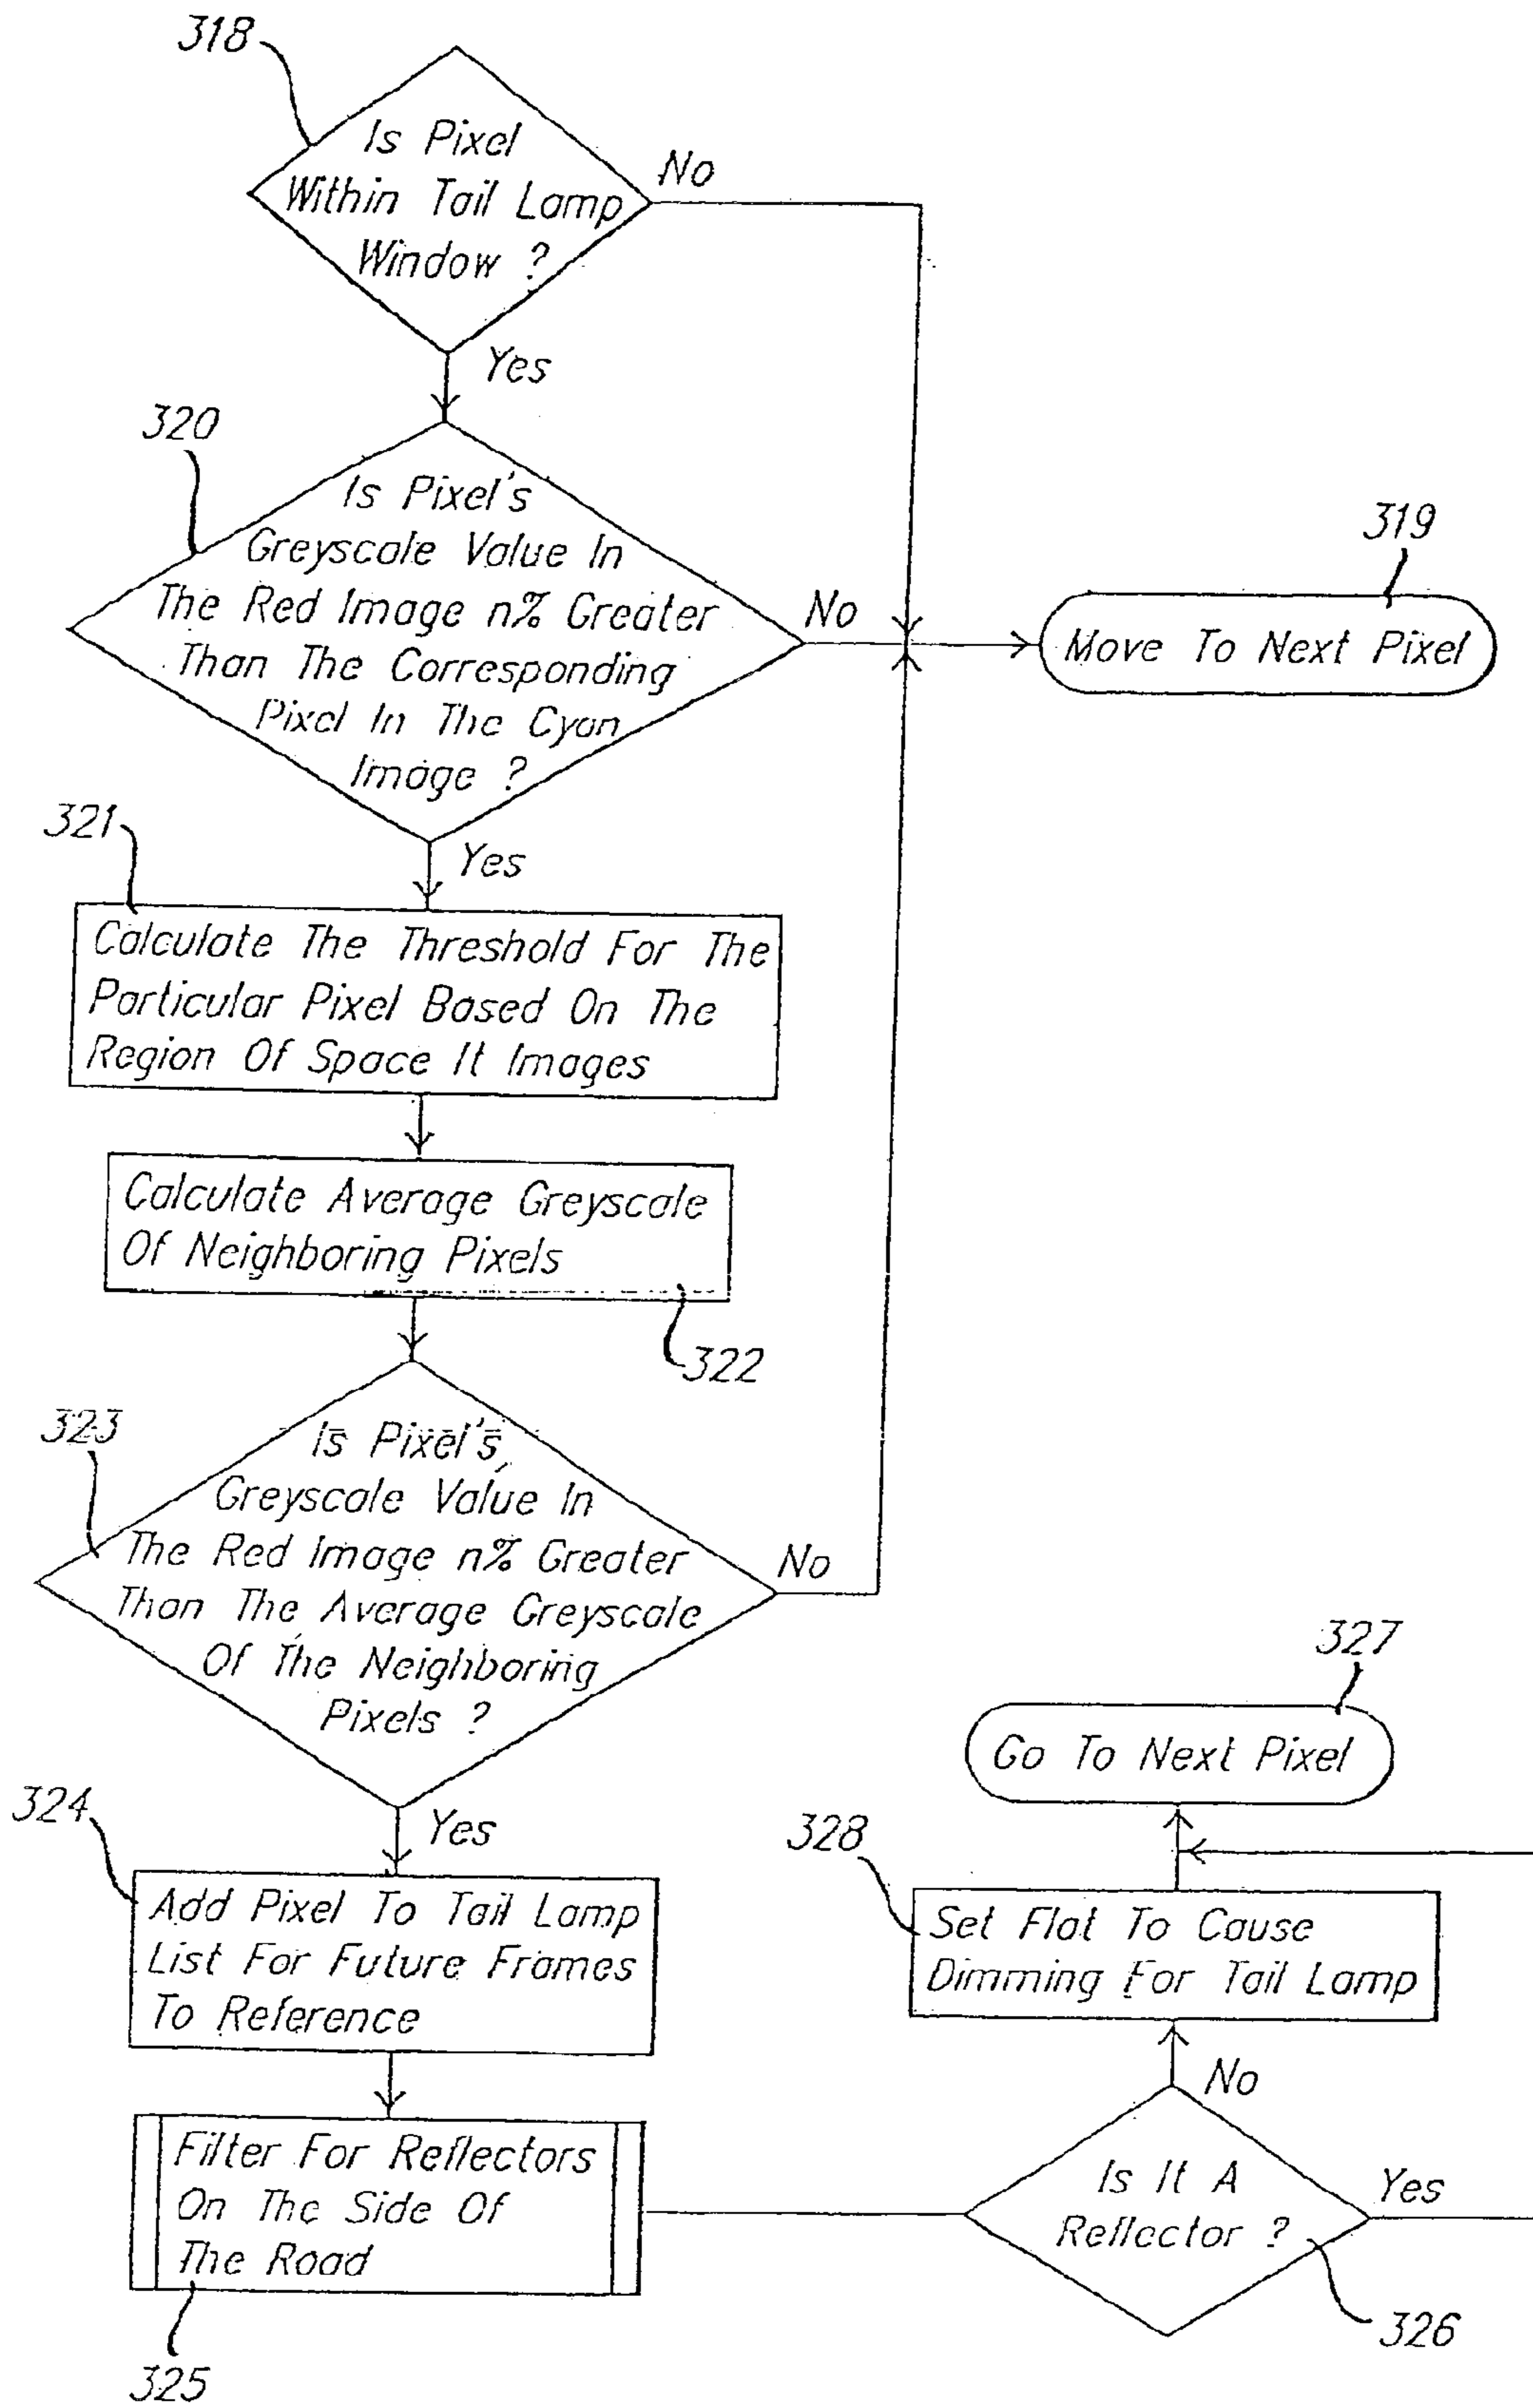 318
Is Pixel
Within Tail Lamp
Window ?
No
Yes
320
Is Pixel's
Greyscale Value In
The Red Image n% Greater
Than The Corresponding
Pixel In The Cyan
Image ?
No
319
Move To Next Pixel
Yes
321
Calculate The Threshold For The
Particular Pixel Based On The
Region Of Space It Images
Calculate Average Greyscale
Of Neighboring Pixels
322
323
Is Pixel's
Greyscale Value In
The Red Image n% Greater
Than The Average Greyscale
Of The Neighboring
Pixels ?
No
Yes
324
Add Pixel To Tail Lamp
List For Future Frames
To Reference
Filter For Reflectors
On The Side Of
The Road
325
327
Go To Next Pixel
328
Set Flat To Cause
Dimming For Tail Lamp
No
Is It A
Reflector ?
Yes
326